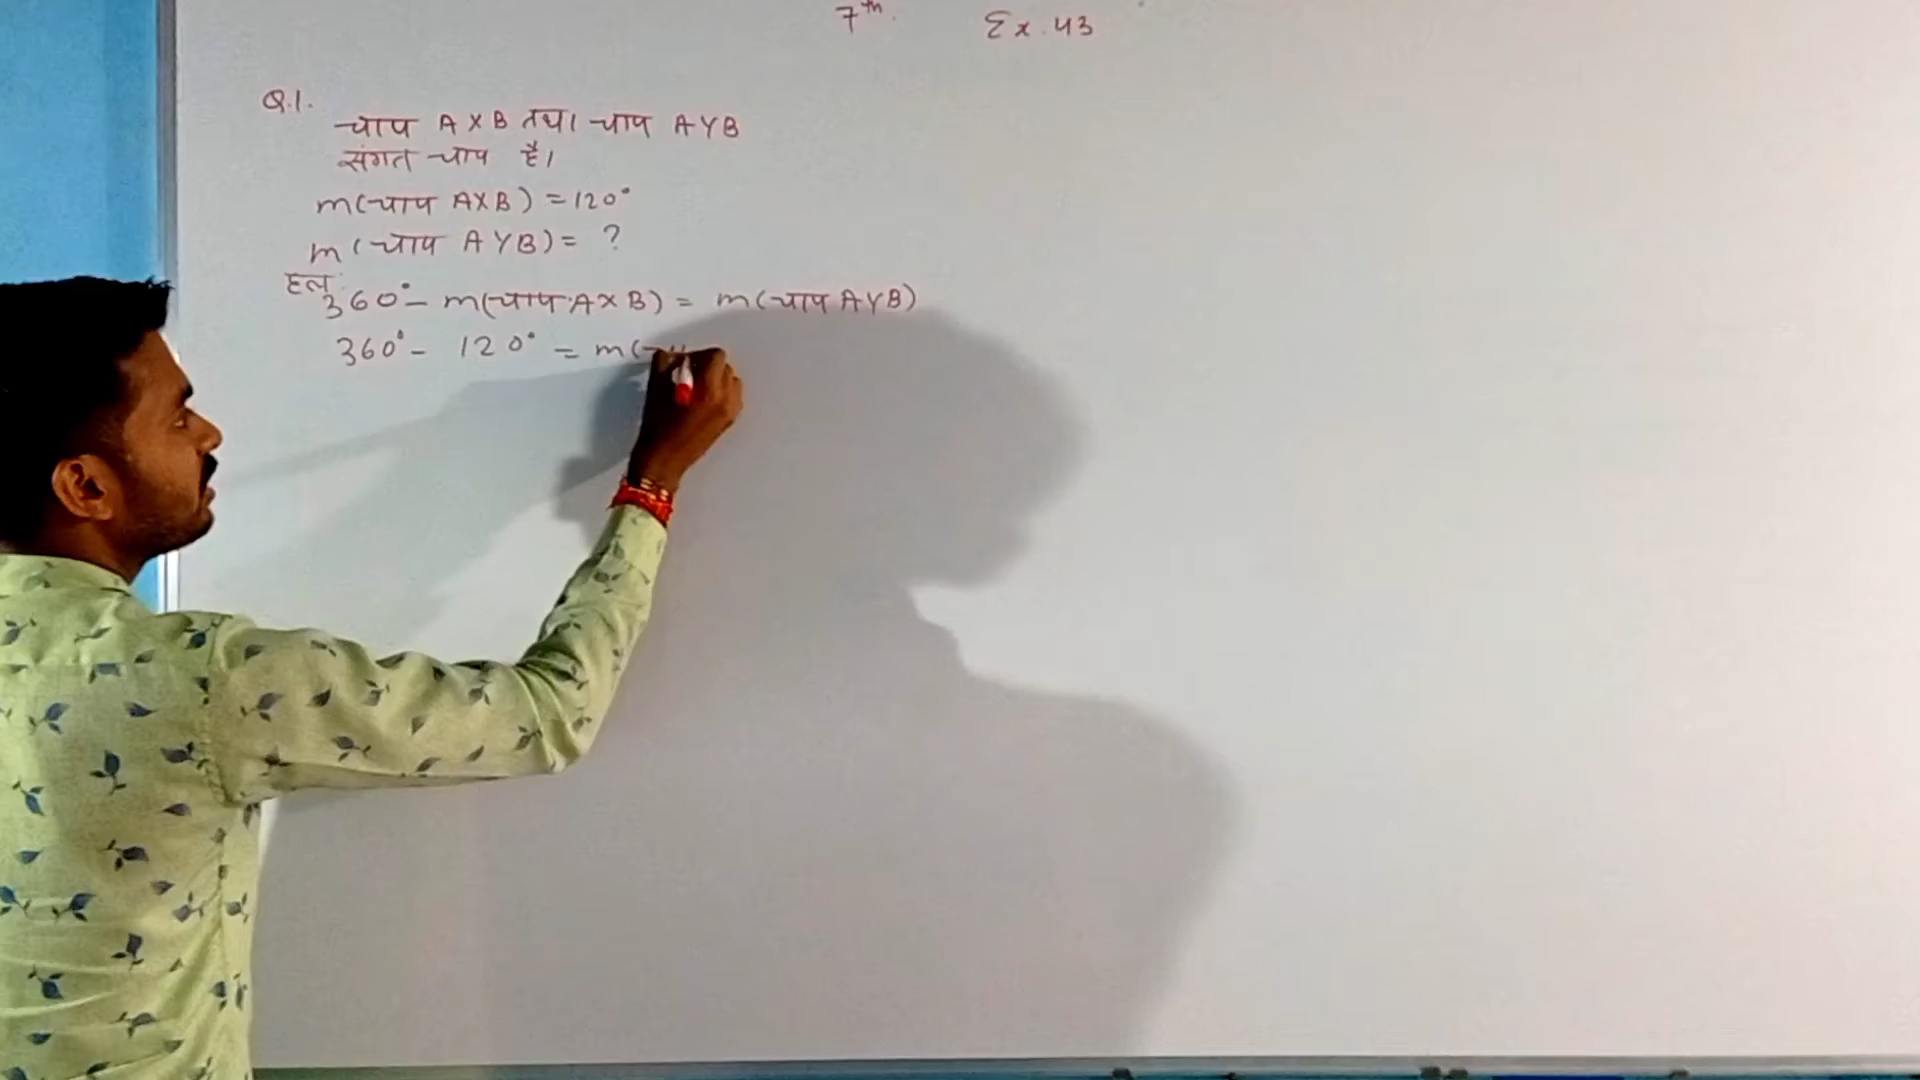 7th. Ex. 43
Q.1.
चाप AXB तथा चाप AYB
संगत चाप है।
m(चाप AXB) = 120°
m(चाप AYB) = ?
हल:
360° - m(चाप AXB) = m(चाप AYB)
360° - 120° = m(चा